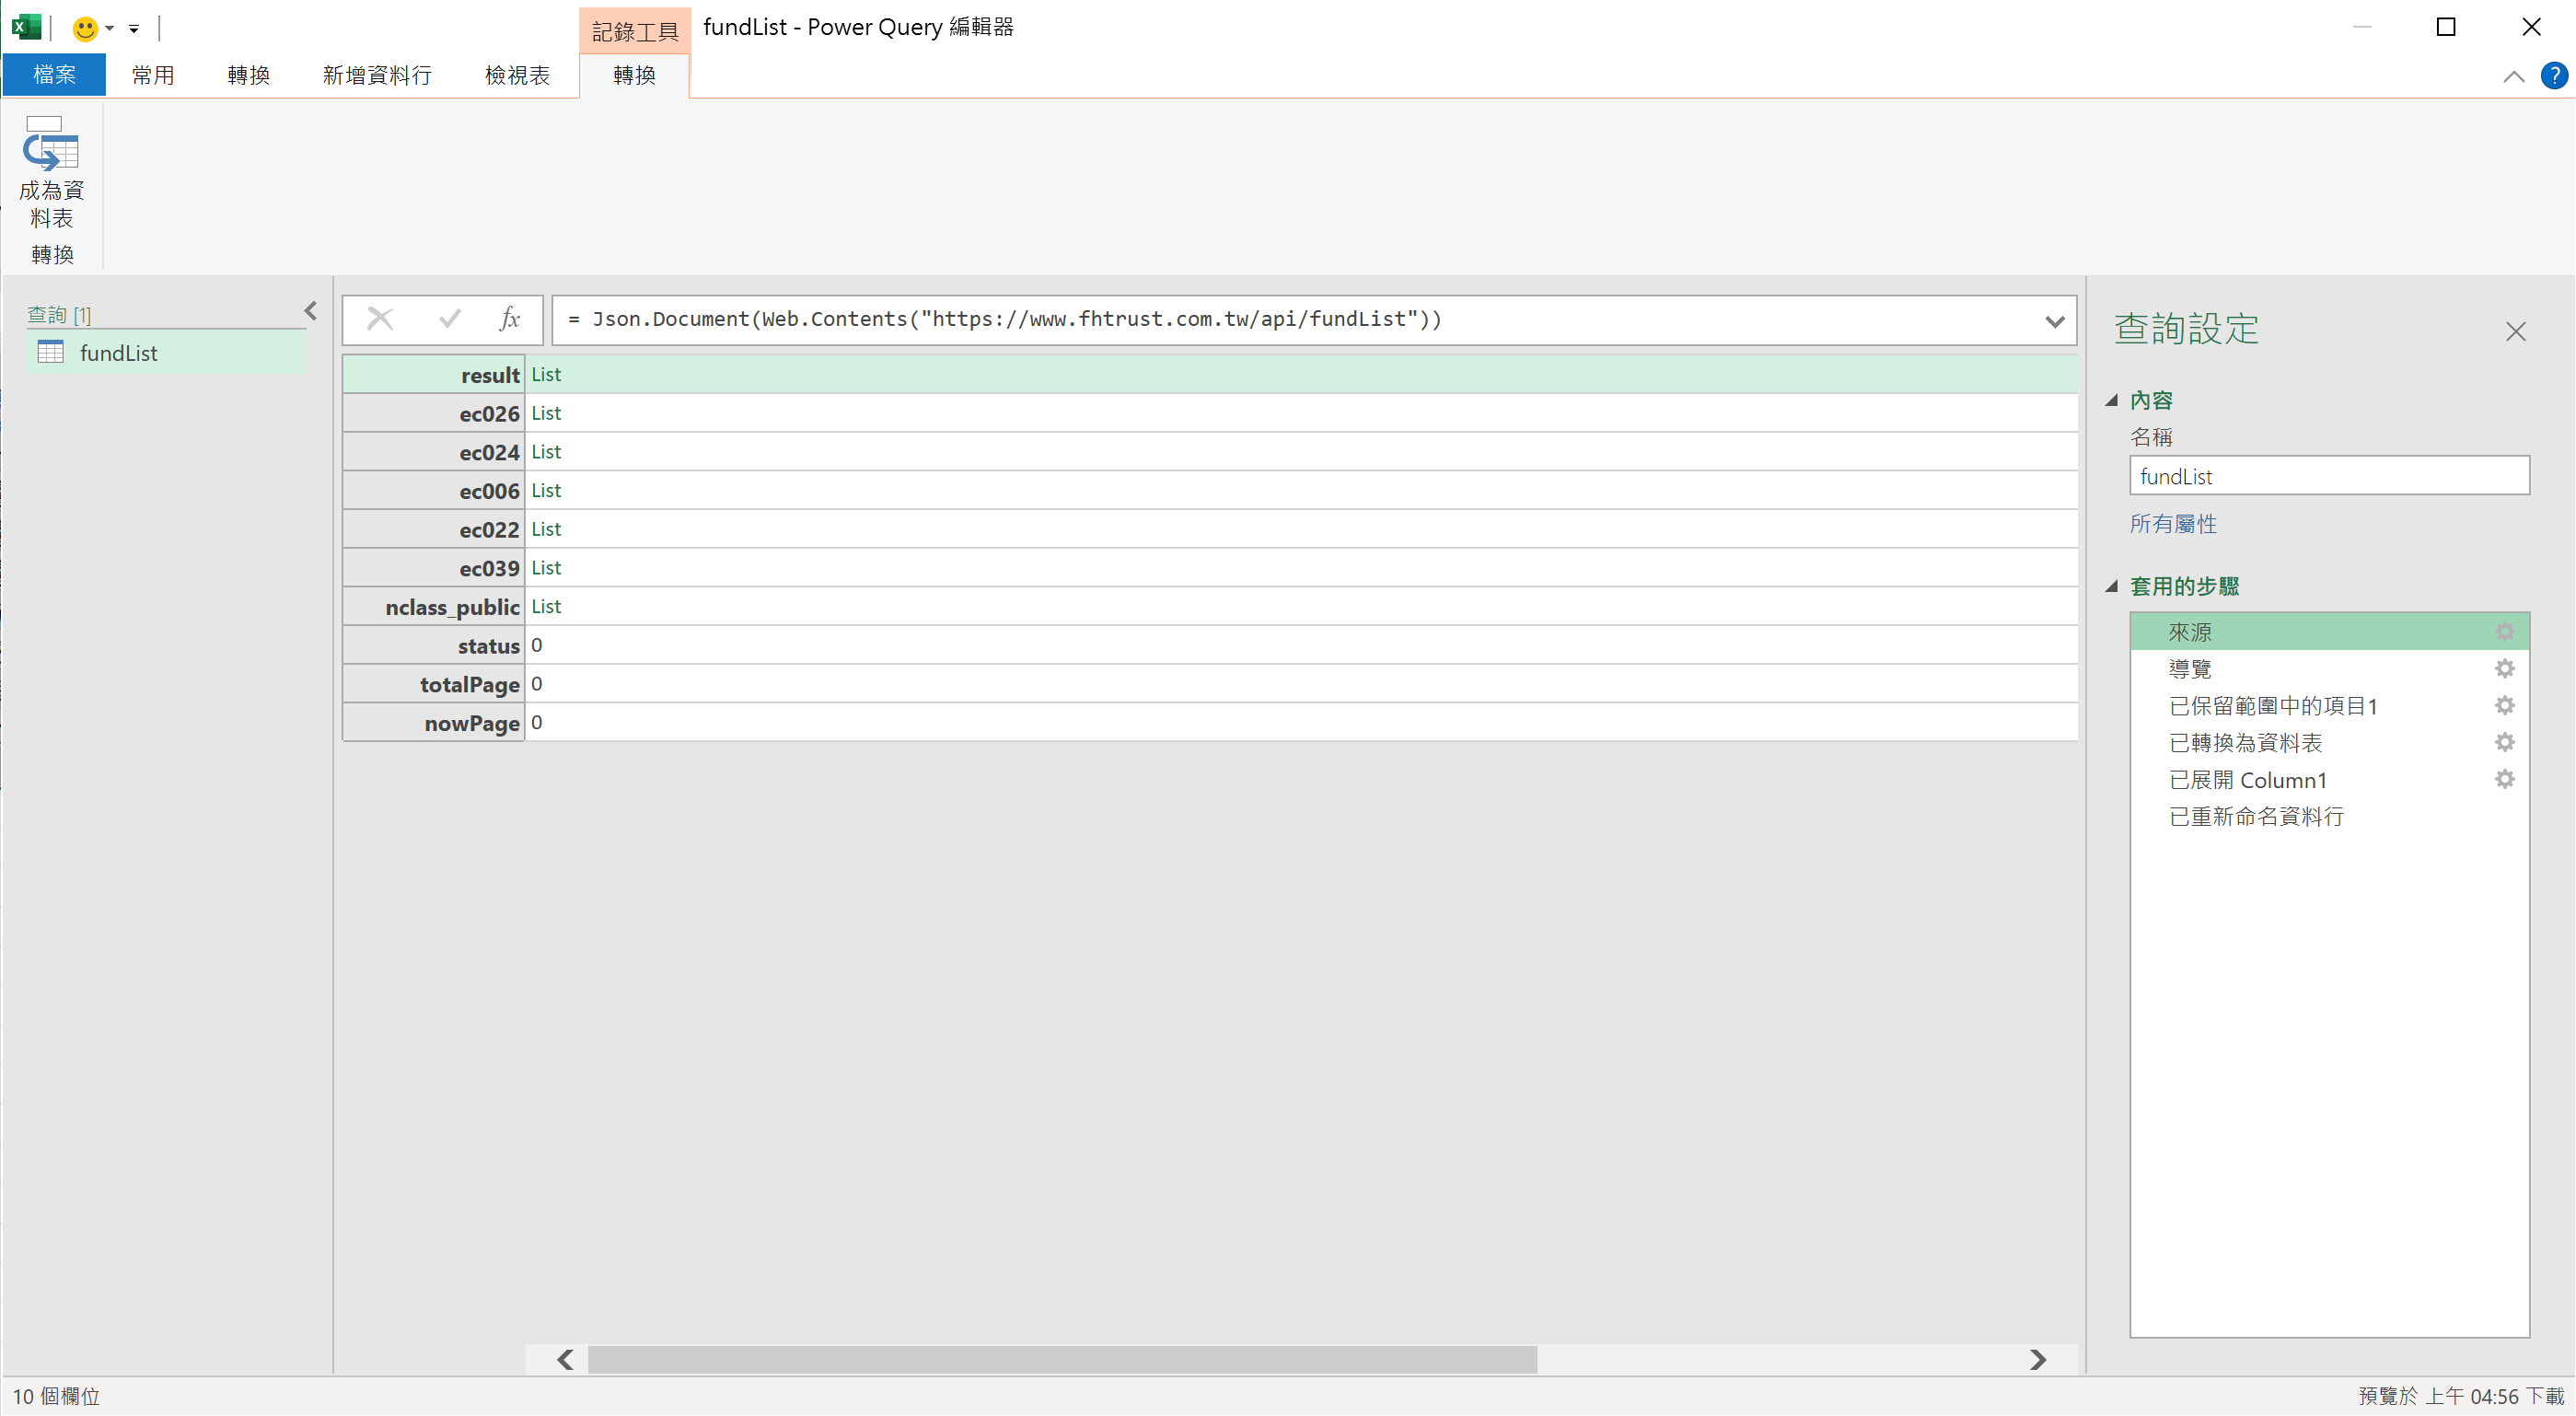 記錄工具 fundList - Power Query 編輯器
檔案 常用 轉換 新增資料行 檢視表 轉換
成為資
料表
轉換
查詢 [1]
fundList
fx = Json.Document(Web.Contents("https://www.fhtrust.com.tw/api/fundList"))
result List
ec026 List
ec024 List
ec006 List
ec022 List
ec039 List
nclass_public List
status 0
totalPage 0
nowPage 0
查詢設定
內容
名稱
fundList
所有屬性
套用的步驟
來源
導覽
已保留範圍中的項目1
已轉換為資料表
已展開 Column1
已重新命名資料行
10 個欄位
預覽於 上午 04:56 下載